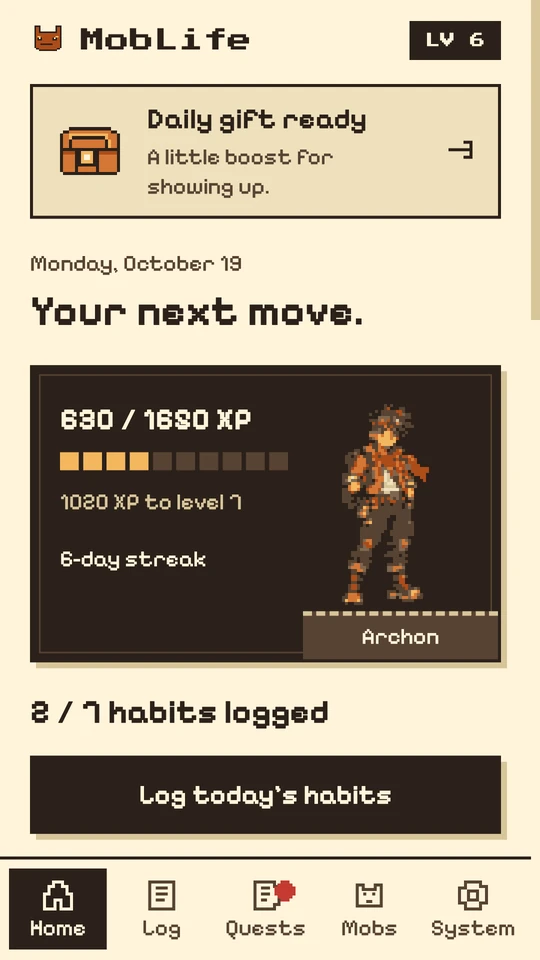 MobLife
LV 6
Daily gift ready
A little boost for
showing up.
Monday, October 19
Your next move.
630 / 1650 XP
1020 XP to level 7
6-day streak
Archon
2 / 7 habits logged
Log today's habits
Home
Log
Quests
Mobs
System